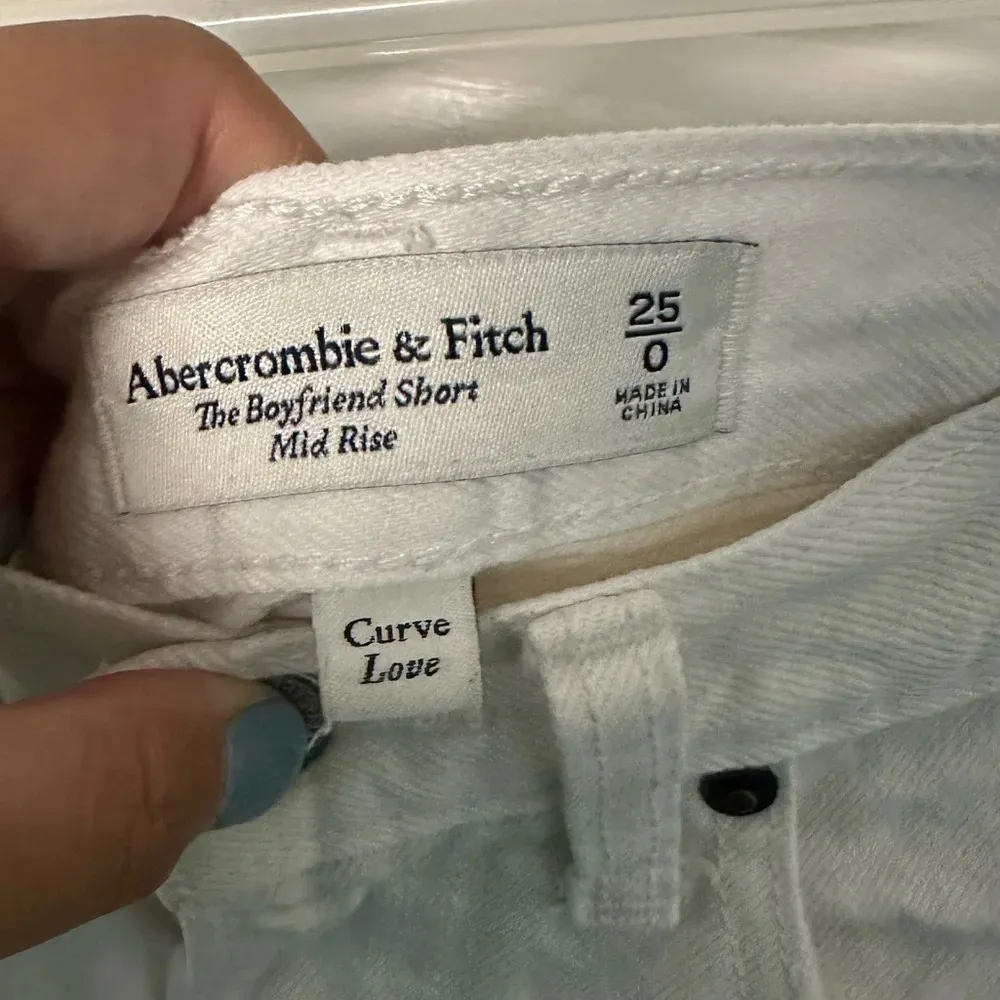 Abercrombie & Fitch
The Boyfriend Short
Mid Rise
25
0
MADE IN
CHINA
Curve
Love